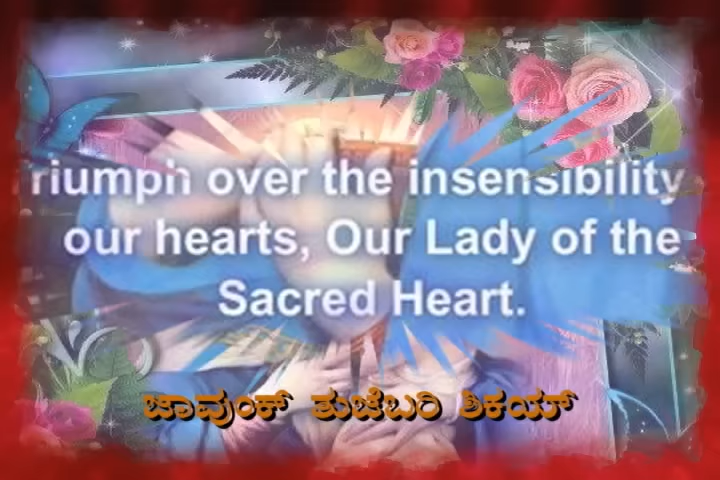 riumph over the insensibility
our hearts, Our Lady of the
Sacred Heart.
ಜಾವುಂಕ್ ತುಜೆಬರಿ ಶಿಕಯ್